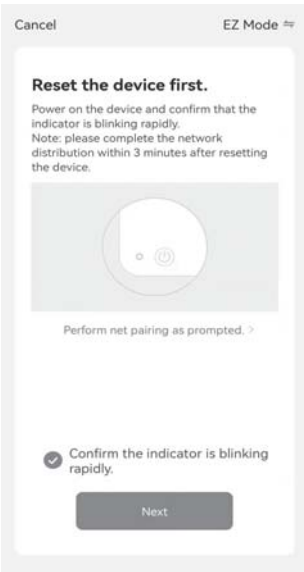 Cancel EZ Mode
Reset the device first.
Power on the device and confirm that the
indicator is blinking rapidly.
Note: please complete the network
distribution within 3 minutes after resetting
the device.
Perform net pairing as prompted. >
Confirm the indicator is blinking
rapidly.
Next